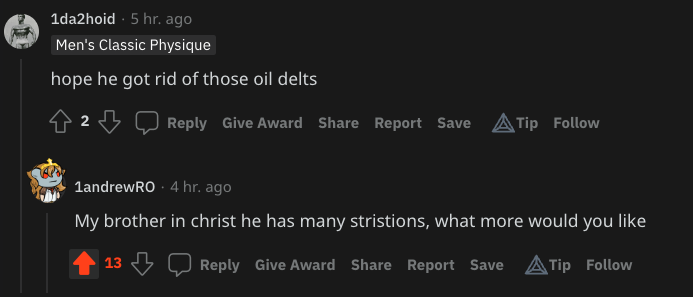 1da2hoid · 5 hr. ago
Men's Classic Physique
hope he got rid of those oil delts
2 Reply Give Award Share Report Save Tip Follow
1andrewRO · 4 hr. ago
My brother in christ he has many stristions, what more would you like
13 Reply Give Award Share Report Save Tip Follow